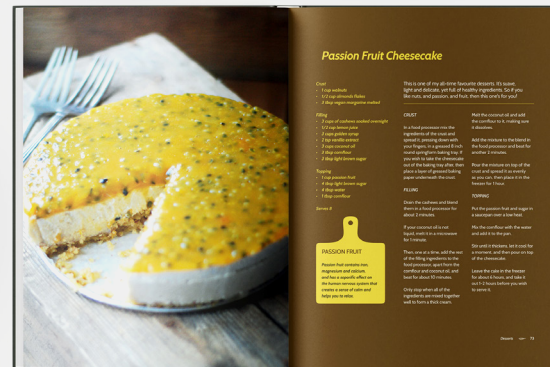 Passion Fruit Cheesecake
This is one of my all-time favourite desserts. It's suave,
light and delicate, yet full of healthy ingredients. So if you
like nuts, and passion, and fruit, then this one's for you!
Crust
1 cup walnuts
1/2 cup almonds flakes
2 tbsp vegan margarine melted
Filling
2 cups of cashews soaked overnight
1/2 cup lemon juice
2 cups golden syrup
2 tsp vanilla extract
2 cups coconut oil
2 tbsp cornflour
2 tbsp light brown sugar
Topping
1 cup passion fruit
4 tbsp light brown sugar
4 tbsp water
1 tbsp cornflour
Serves 8
PASSION FRUIT
Passion fruit contains iron,
magnesium and calcium,
and has a specific effect on
the human nervous system that
creates a sense of calm and
helps you to relax.
CRUST
In a food processor mix the
ingredients of the crust and
spread it, pressing down with
your fingers, in a greased 8 inch
round springform baking tray. If
you wish to take the cheesecake
out of the baking tray after, then
place a layer of greased baking
paper underneath the crust.
FILLING
Drain the cashews and blend
them in a food processor for
about 2 minutes.
If your coconut oil is not
liquid, melt it in a microwave
for 1 minute.
Then, one at a time, add the rest
of the filling ingredients to the
food processor, apart from the
cornflour and coconut oil, and
beat for about 10 minutes.
Only stop when all of the
ingredients are mixed together
well to form a thick cream.
Melt the coconut oil and add
the cornflour to it, making sure
it dissolves.
Add the mixture to the blend
in the food processor and beat for
another 2 minutes.
Pour the mixture on top of the
crust and spread it as evenly
as you can, then place it in the
freezer for 1 hour.
TOPPING
Put the passion fruit and sugar in
a saucepan over a low heat.
Mix the cornflour with the water
and add it to the pan.
Stir until it thickens, let it cool for
a moment, and then pour on top
of the cheesecake.
Leave the cake in the freezer
for about 6 hours, and take it
out 1-2 hours before you wish
to serve it.
Desserts
73